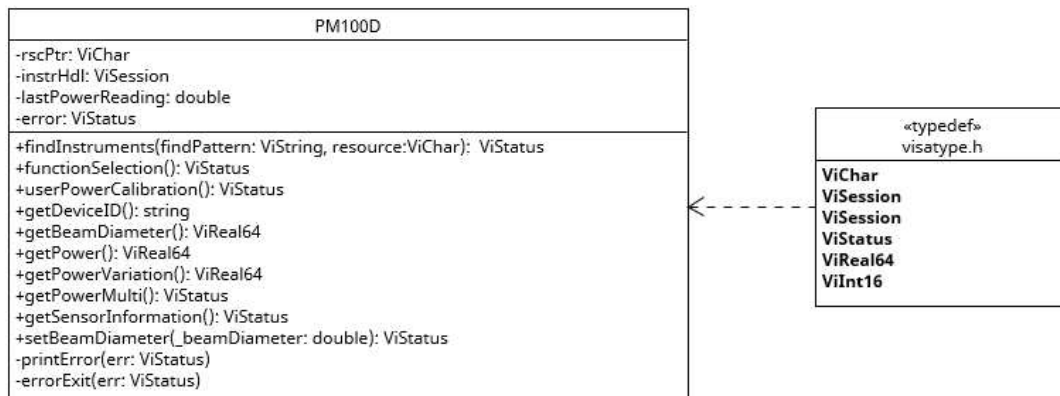 PM100D
-rscPtr: ViChar
-instrHdl: ViSession
-lastPowerReading: double
-error: ViStatus
+findInstruments(findPattern: ViString, resource:ViChar): ViStatus
+functionSelection(): ViStatus
+userPowerCalibration(): ViStatus
+getDeviceID(): string
+getBeamDiameter(): ViReal64
+getPower(): ViReal64
+getPowerVariation(): ViReal64
+getPowerMulti(): ViStatus
+getSensorInformation(): ViStatus
+setBeamDiameter(_beamDiameter: double): ViStatus
-printError(err: ViStatus)
-errorExit(err: ViStatus)
«typedef»
visatype.h
ViChar
ViSession
ViSession
ViStatus
ViReal64
ViInt16